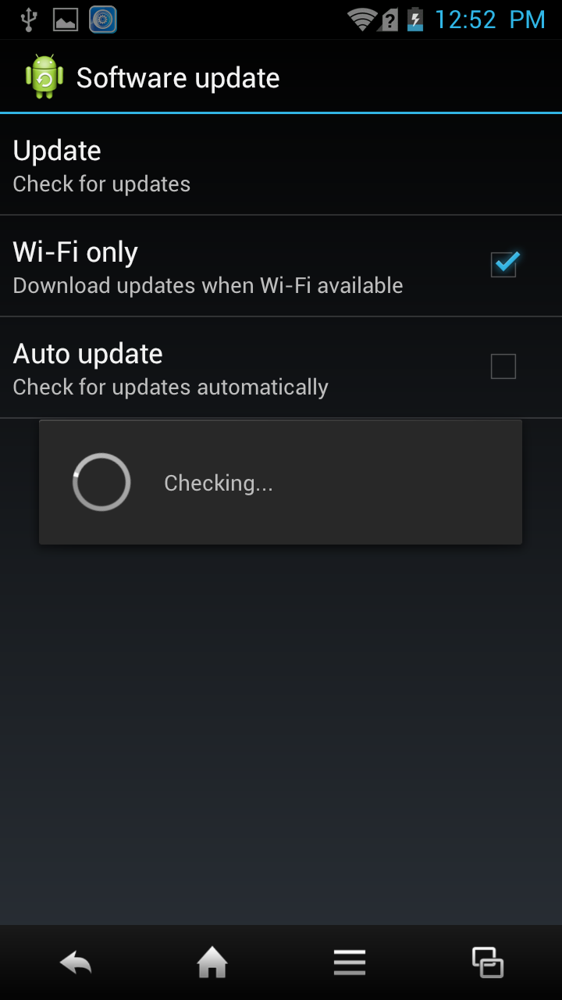 12:52 PM
Software update
Update
Check for updates
Wi-Fi only
Download updates when Wi-Fi available
Auto update
Check for updates automatically
Checking...